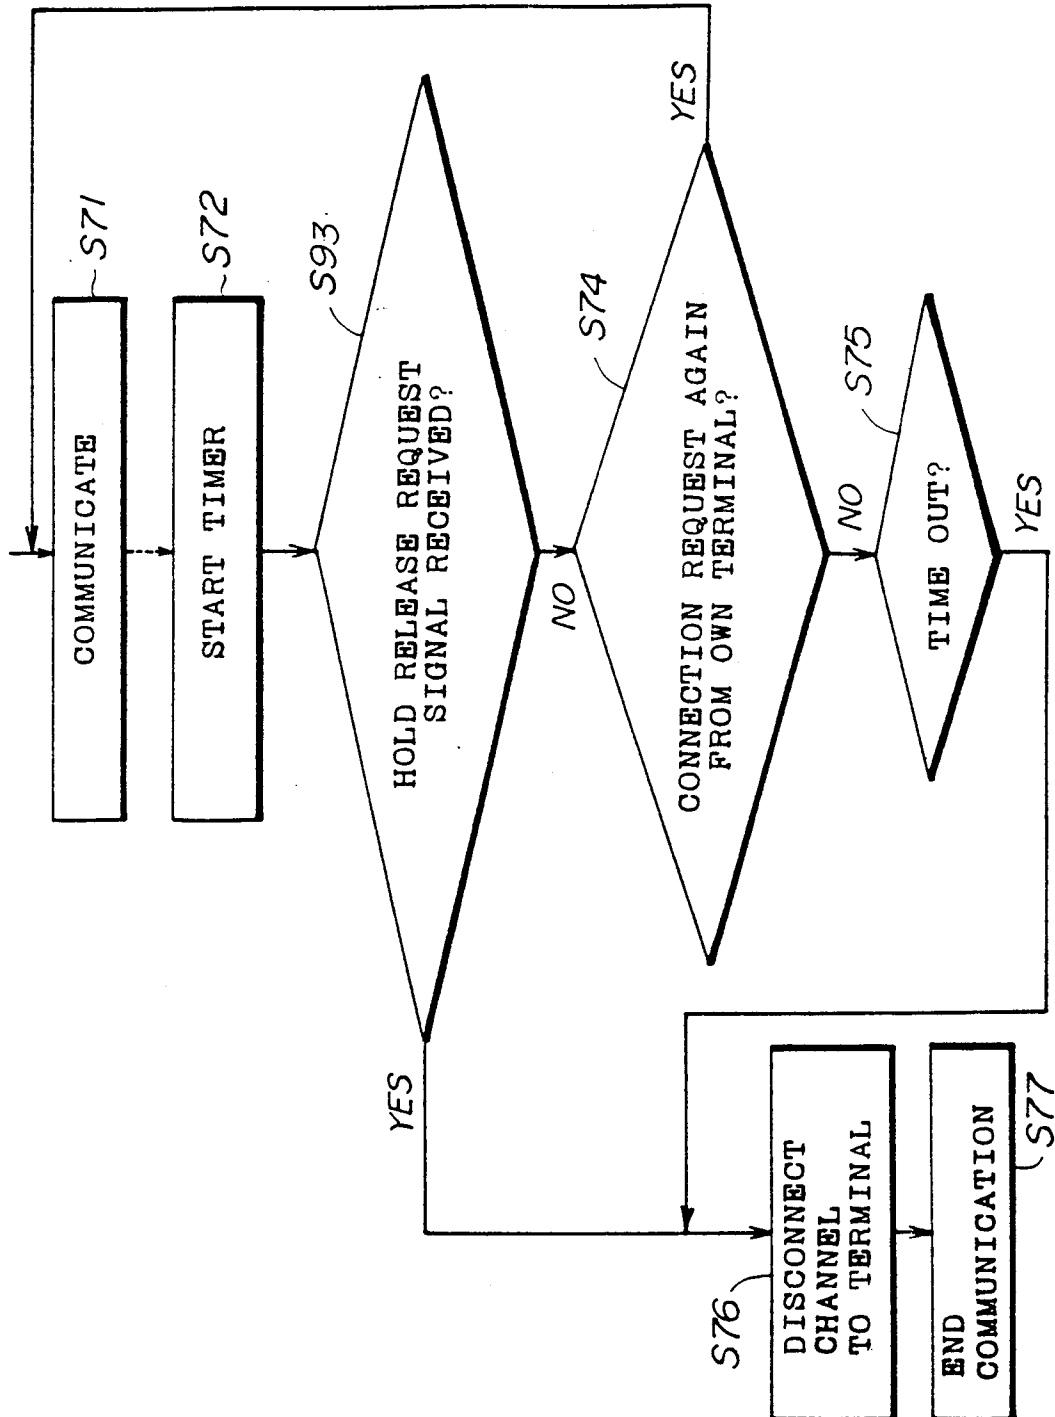 COMMUNICATE
S71
START TIMER
S72
HOLD RELEASE REQUEST
SIGNAL RECEIVED?
S93
YES
NO
CONNECTION REQUEST AGAIN
FROM OWN TERMINAL?
S74
YES
NO
TIME OUT?
S75
YES
DISCONNECT
CHANNEL
TO TERMINAL
S76
END
COMMUNICATION
S77